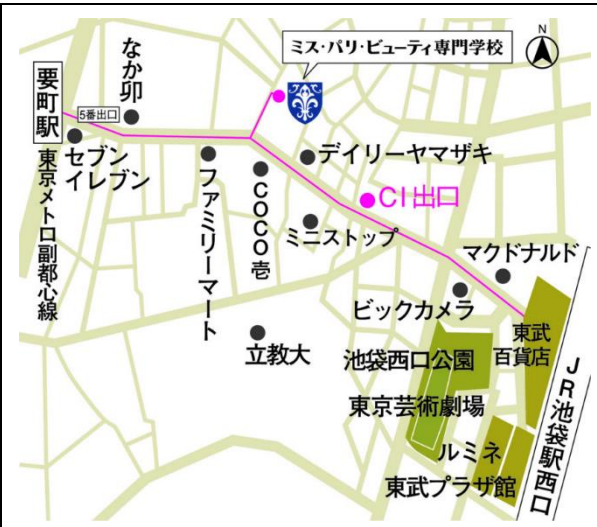 ミス・パリ・ビューティ専門学校
N
なか卯
要町駅
5番出口
東京メトロ副都心線
セブン
イレブン
ファミリーマート
COCO壱
デイリーヤマザキ
CI出口
ミニストップ
マクドナルド
ビックカメラ
立教大
東武
百貨店
池袋西口公園
東京芸術劇場
ルミネ
東武プラザ館
JR池袋駅西口